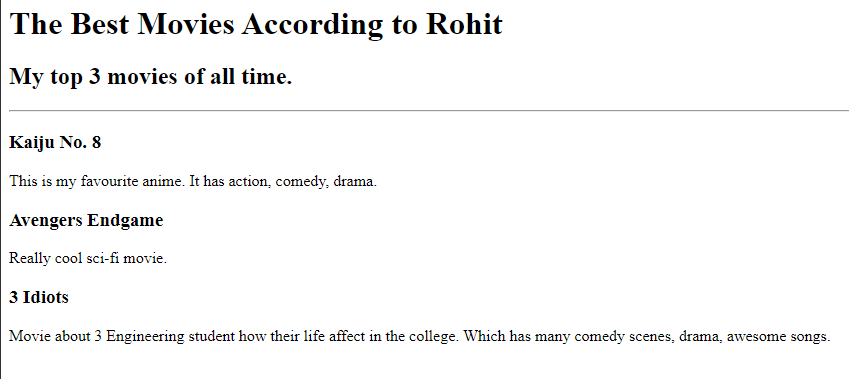 The Best Movies According to Rohit
My top 3 movies of all time.
Kaiju No. 8
This is my favourite anime. It has action, comedy, drama.
Avengers Endgame
Really cool sci-fi movie.
3 Idiots
Movie about 3 Engineering student how their life affect in the college. Which has many comedy scenes, drama, awesome songs.